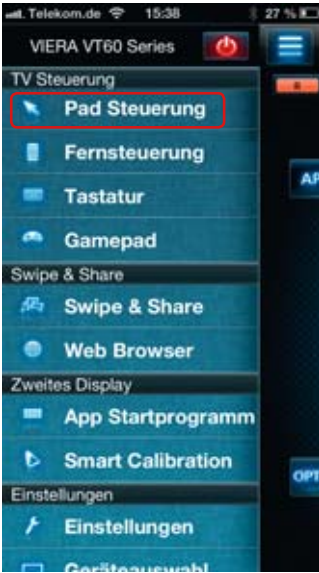 Telekom.de 15:38 27 %
VIERA VT60 Series
TV Steuerung
Pad Steuerung
Fernsteuerung
Tastatur
AP
Gamepad
Swipe & Share
Swipe & Share
Web Browser
Zweites Display
App Startprogramm
Smart Calibration
OPT
Einstellungen
Einstellungen
Geräteauswahl